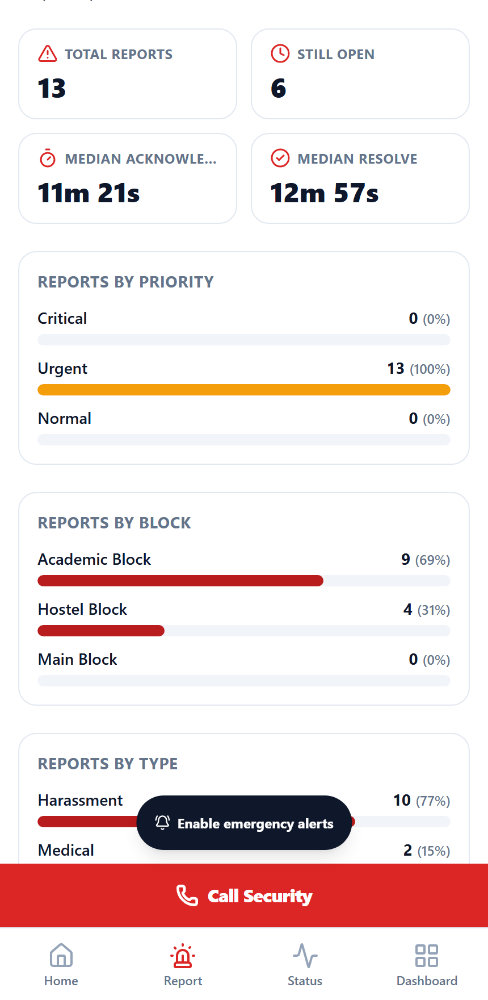 TOTAL REPORTS
13
STILL OPEN
6
MEDIAN ACKNOWLE...
11m 21s
MEDIAN RESOLVE
12m 57s
REPORTS BY PRIORITY
Critical 0 (0%)
Urgent 13 (100%)
Normal 0 (0%)
REPORTS BY BLOCK
Academic Block 9 (69%)
Hostel Block 4 (31%)
Main Block 0 (0%)
REPORTS BY TYPE
Harassment 10 (77%)
Enable emergency alerts
Medical 2 (15%)
Call Security
Home
Report
Status
Dashboard